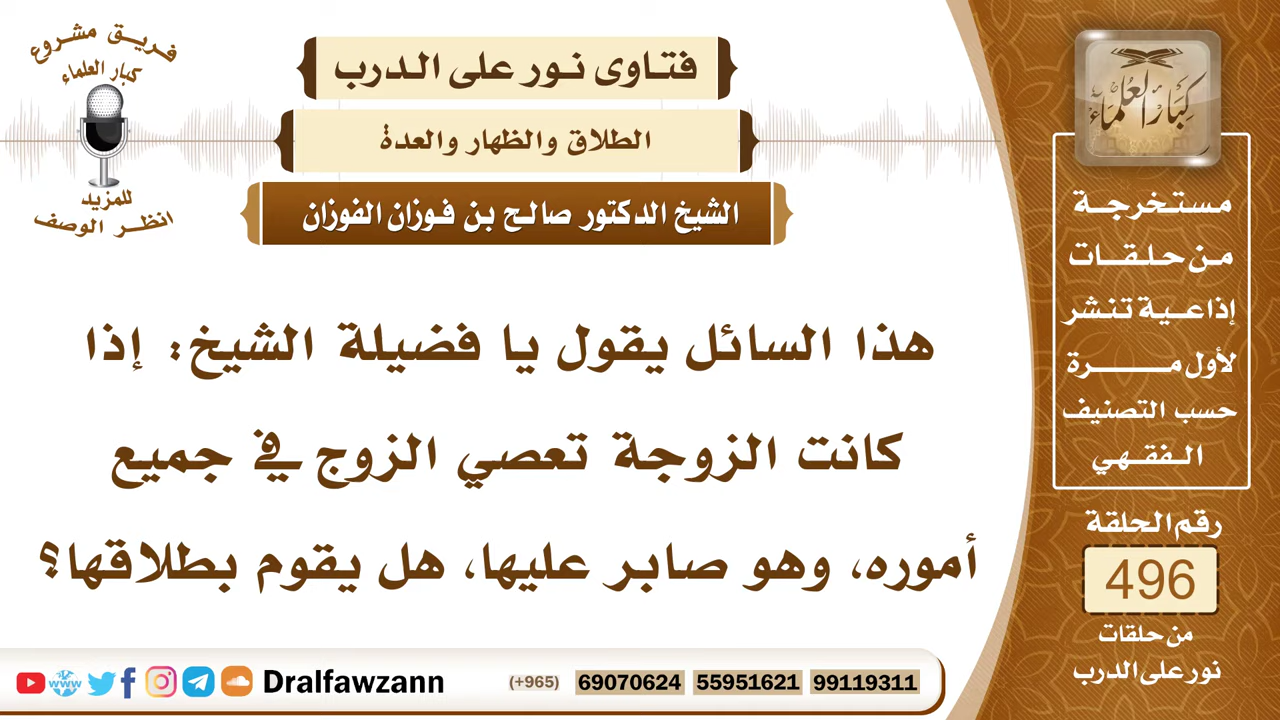 فريق مشروع
كبار العلماء
للمزيد
انظر الوصف
فتاوى نور على الدرب
الطلاق والظهار والعدة
الشيخ الدكتور صالح بن فوزان الفوزان
هذا السائل يقول يا فضيلة الشيخ: إذا
كانت الزوجة تعصي الزوج في جميع
أموره، وهو صابر عليها، هل يقوم بطلاقها؟
كبار العلماء
مستخرجة
من حلقات
إذاعية تنشر
لأول مرة
حسب التصنيف
الفقهي
رقم الحلقة
496
من حلقات
نور على الدرب
www Dralfawzann (+965) 69070624 55951621 99119311